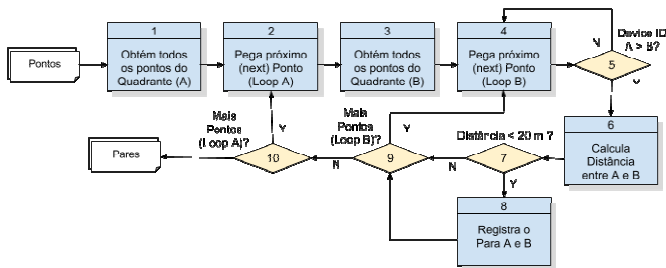 Pontos
1
Obtém todos
os pontos do
Quadrante (A)
2
Pega próximo
(next) Ponto
(Loop A)
3
Obtém todos os
pontos do
Quadrante (B)
4
Pega próximo
(next) Ponto
(Loop B)
N
Device ID
A > B?
5
6
Calcula
Distância
entre A e B
Distância < 20 m ?
7
N
Y
8
Registra o
Para A e B
Mais
Pontos
(Loop B)?
Y
9
N
Mais
Pontos
(Loop A)?
Y
10
Pares